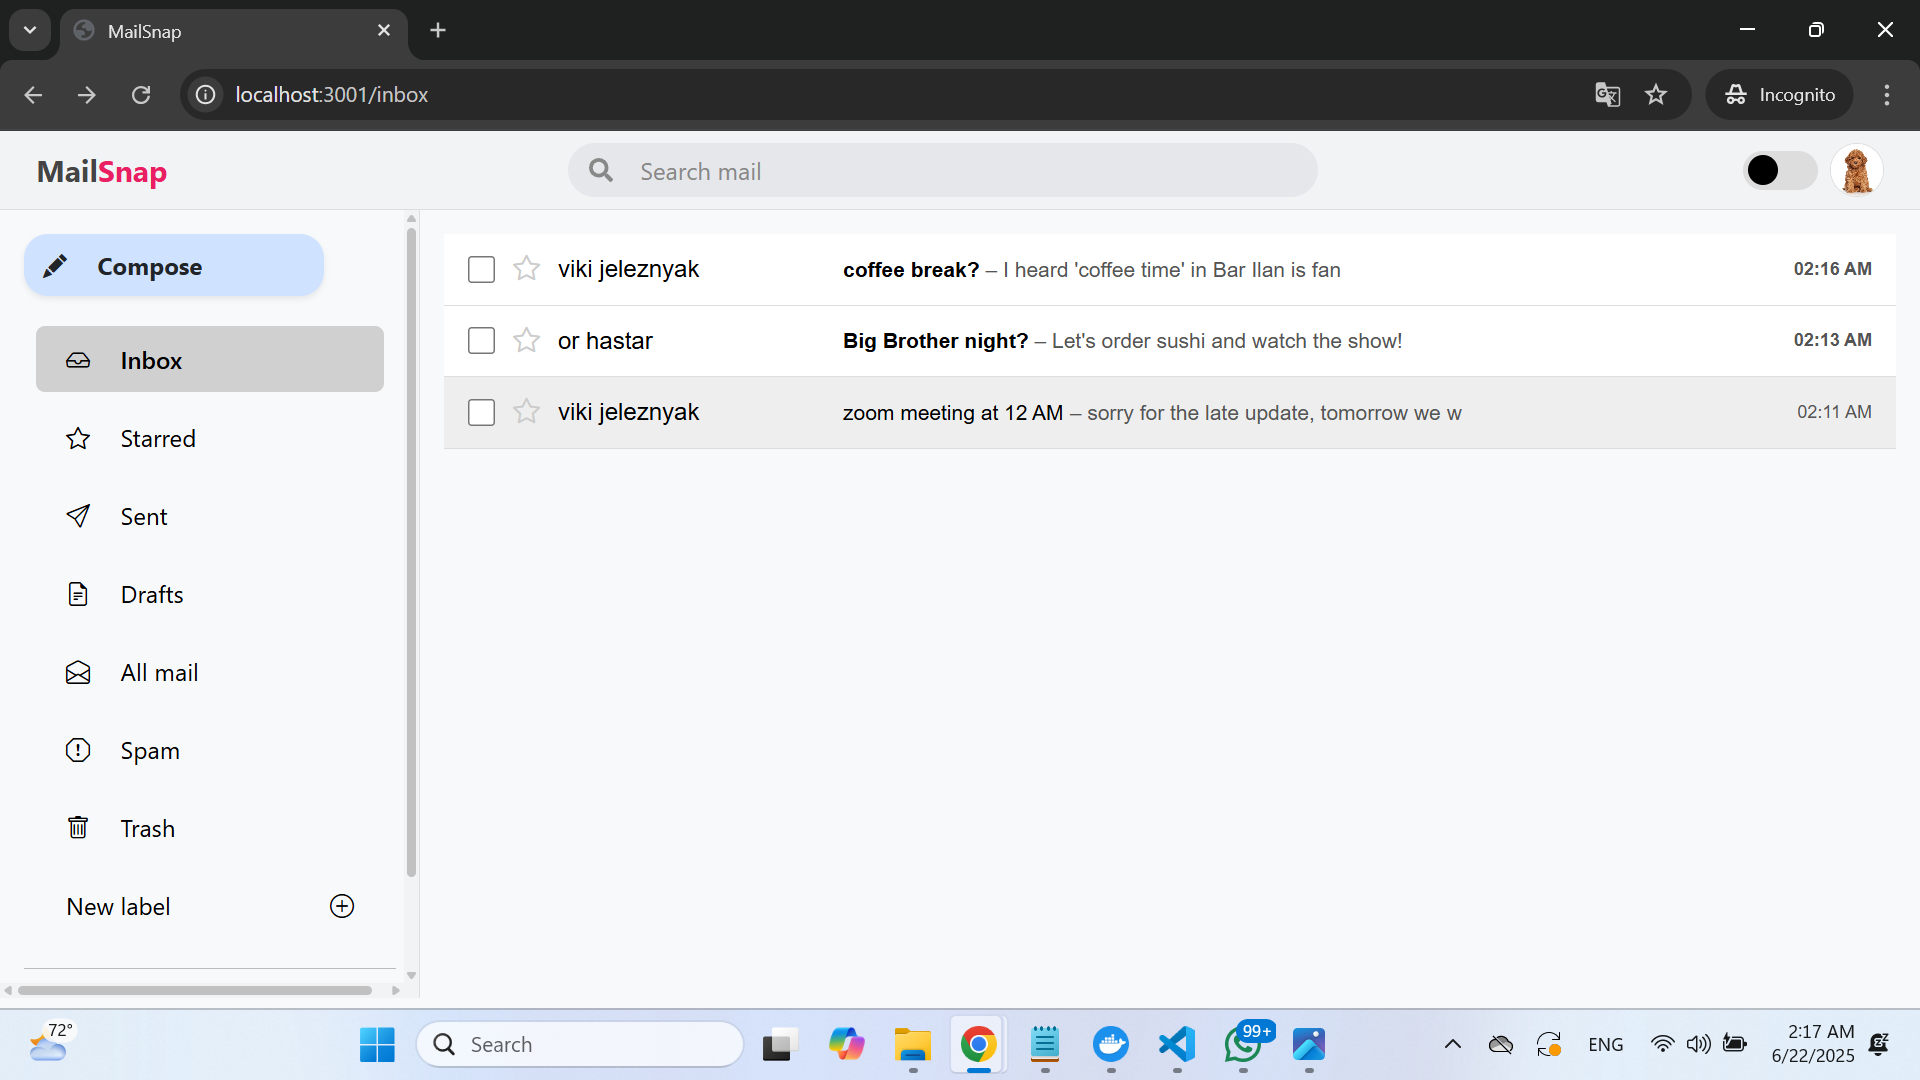 MailSnap
localhost:3001/inbox
Incognito
MailSnap
Search mail
Compose
Inbox
Starred
Sent
Drafts
All mail
Spam
Trash
New label
viki jeleznyak coffee break? – I heard 'coffee time' in Bar Ilan is fan 02:16 AM
or hastar Big Brother night? – Let's order sushi and watch the show! 02:13 AM
viki jeleznyak zoom meeting at 12 AM – sorry for the late update, tomorrow we w 02:11 AM
72°
Search
99+
ENG
2:17 AM
6/22/2025